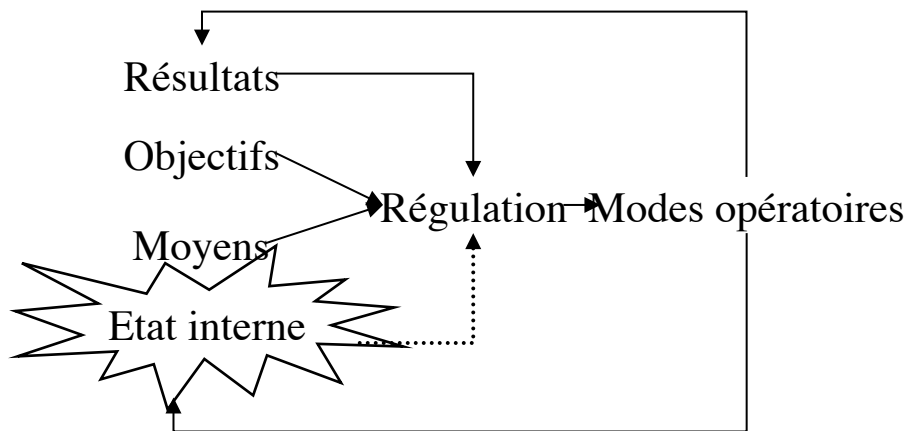 Résultats
Objectifs
Régulation
Modes opératoires
Moyens
Etat interne